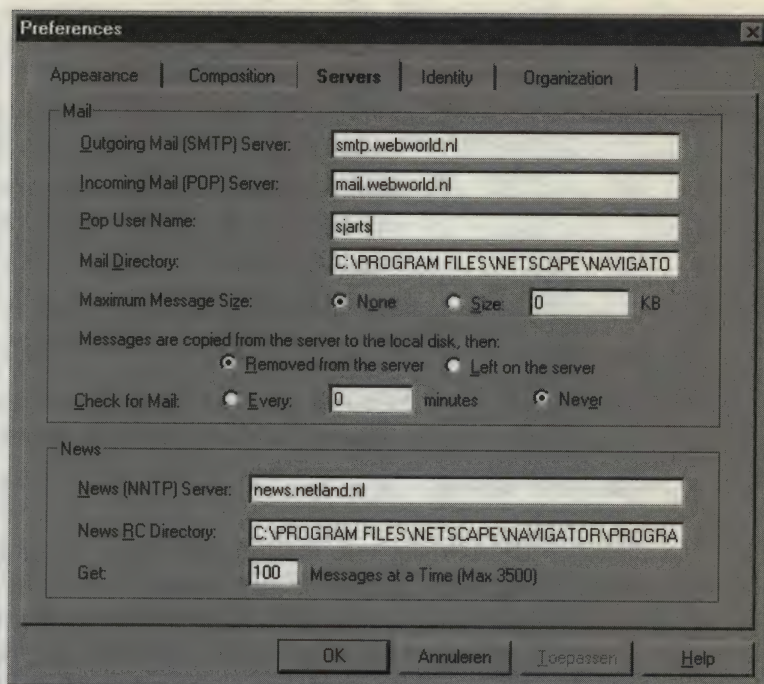 Preferences
Appearance Composition Servers Identity Organization
Mail
Outgoing Mail (SMTP) Server: smtp.webworld.nl
Incoming Mail (POP) Server: mail.webworld.nl
Pop User Name: sjarts
Mail Directory: C:\PROGRAM FILES\NETSCAPE\NAVIGATO
Maximum Message Size: None Size: 0 KB
Messages are copied from the server to the local disk, then:
Removed from the server Left on the server
Check for Mail: Every: 0 minutes Never
News
News (NNTP) Server: news.netland.nl
News RC Directory: C:\PROGRAM FILES\NETSCAPE\NAVIGATOR\PROGRA
Get: 100 Messages at a Time (Max 3500)
OK Annuleren Toepassen Help